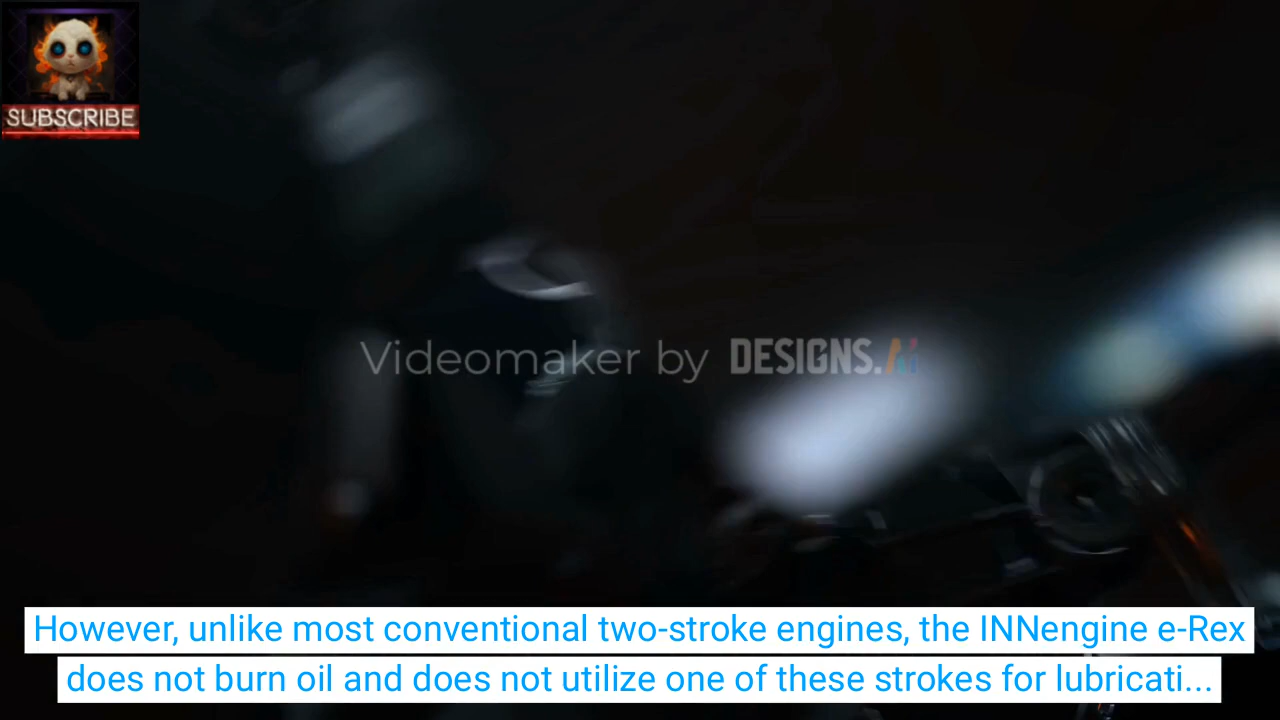 SUBSCRIBE
Videomaker by DESIGNS.AI
However, unlike most conventional two-stroke engines, the INNengine e-Rex
does not burn oil and does not utilize one of these strokes for lubricati...